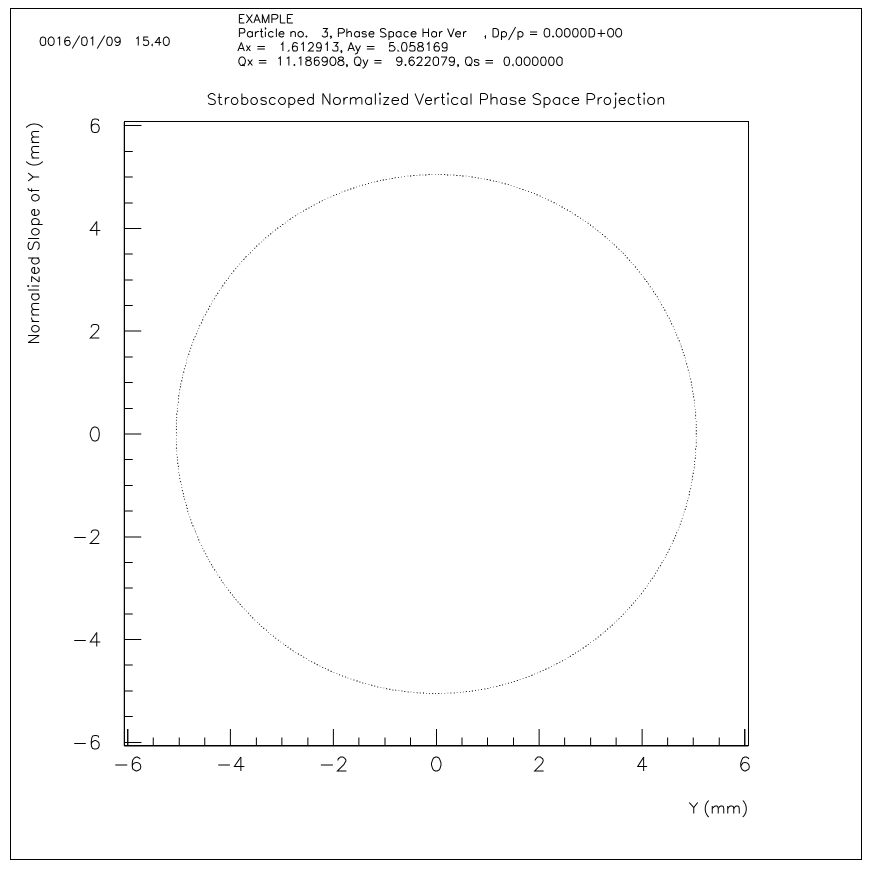 EXAMPLE
Particle no. 3, Phase Space Har Ver , Dp/p = 0.0000D+00
0016/01/09 15.40
Ax = 1.612913, Ay = 5.058169
Qx = 11.186908, Qy = 9.622079, Qs = 0.000000
Stroboscoped Normalized Vertical Phase Space Projection
Normalized Slope of Y (mm)
6
4
2
0
−2
−4
−6
−6 −4 −2 0 2 4 6
Y (mm)